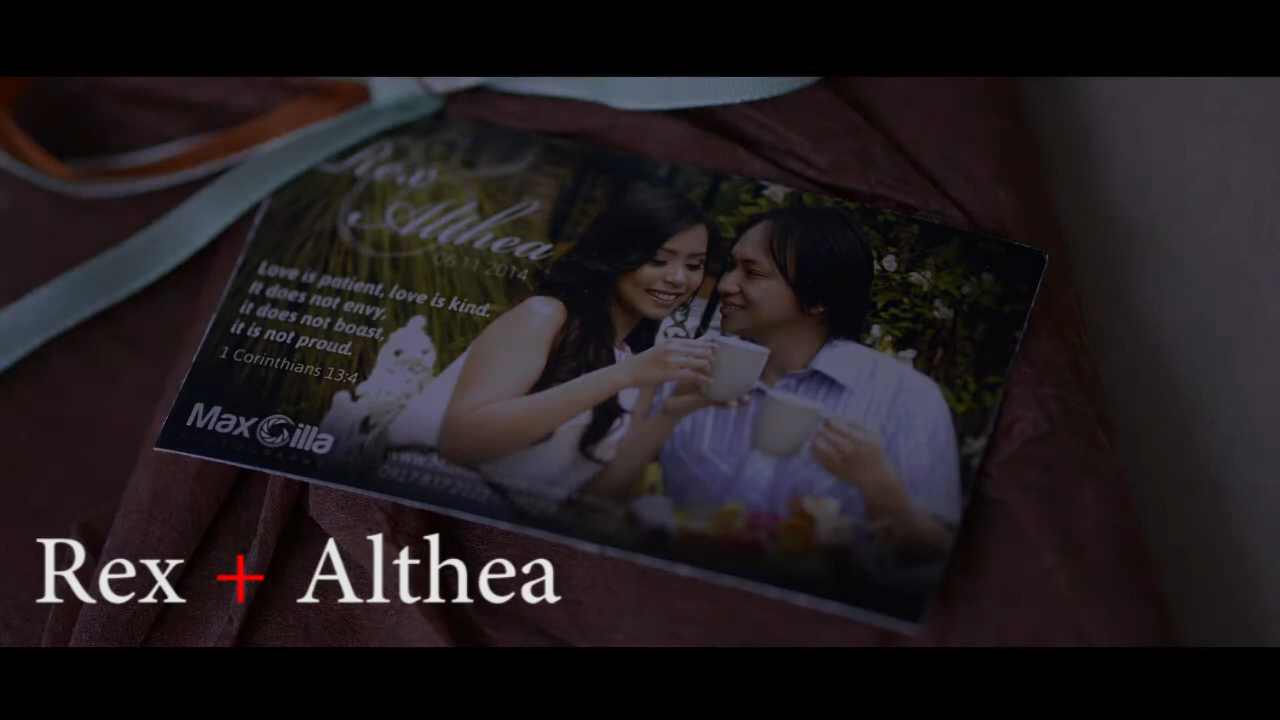 Rex
Althea
06.11.2014
Love is patient, love is kind.
It does not envy,
it does not boast,
it is not proud.
1 Corinthians 13:4
MaxGilla
Rex + Althea